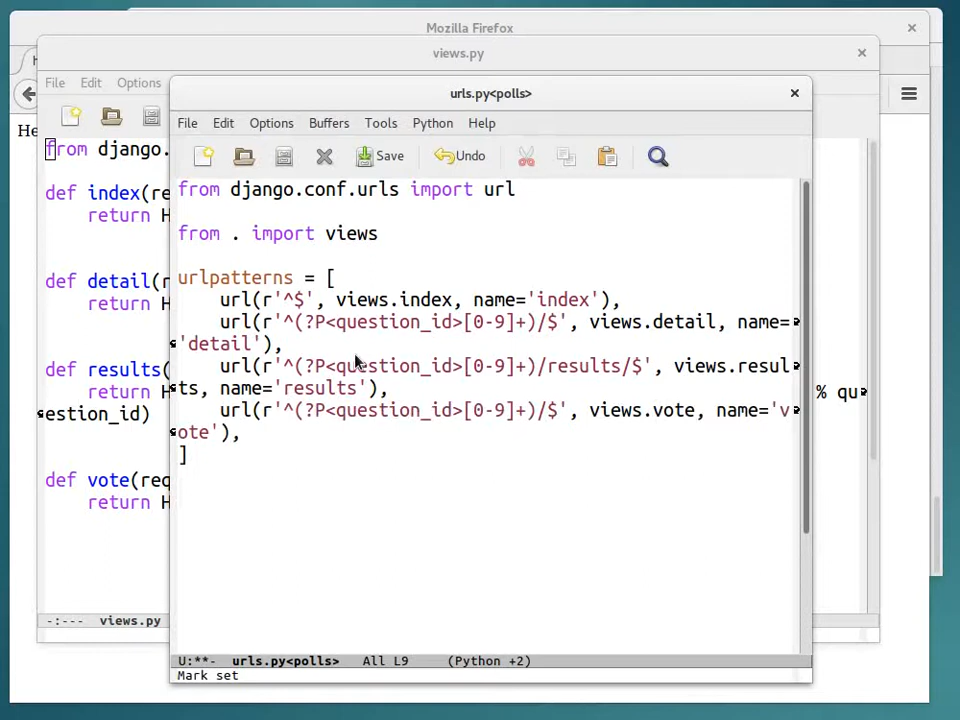 Mozilla Firefox
views.py
File Edit Options
urls.py<polls>
He
File Edit Options Buffers Tools Python Help
Save Undo
from django.
def index(re
return H
def detail(r
return H
def results(
return H
% qu
estion_id)
def vote(req
return H
from django.conf.urls import url
from . import views
urlpatterns = [
url(r'^$', views.index, name='index'),
url(r'^(?P<question_id>[0-9]+)/$', views.detail, name=
'detail'),
url(r'^(?P<question_id>[0-9]+)/results/$', views.resul
ts, name='results'),
url(r'^(?P<question_id>[0-9]+)/$', views.vote, name='v
ote'),
]
-:--- views.py
U:**- urls.py<polls> All L9 (Python +2)
Mark set